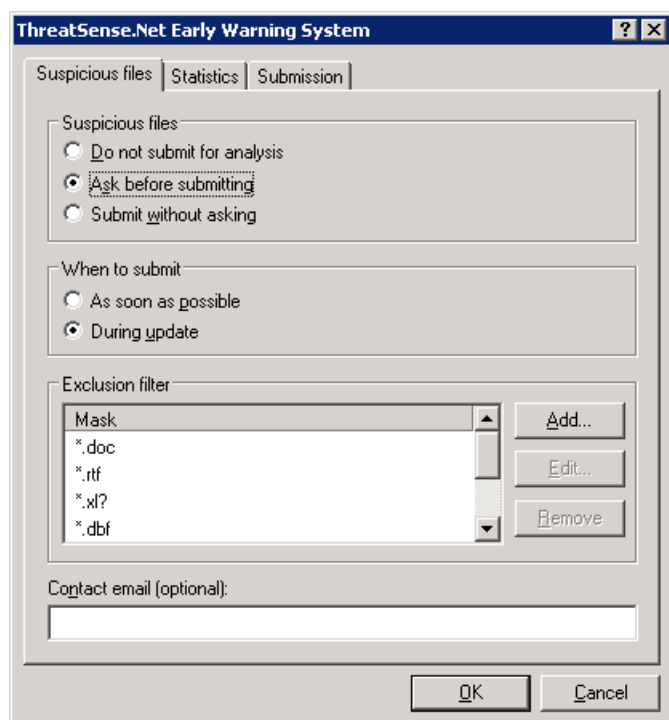 ThreatSense.Net Early Warning System
Suspicious files Statistics Submission
Suspicious files
Do not submit for analysis
Ask before submitting
Submit without asking
When to submit
As soon as possible
During update
Exclusion filter
Mask
*.doc
*.rtf
*.xl?
*.dbf
Add...
Edit...
Remove
Contact email (optional):
OK Cancel